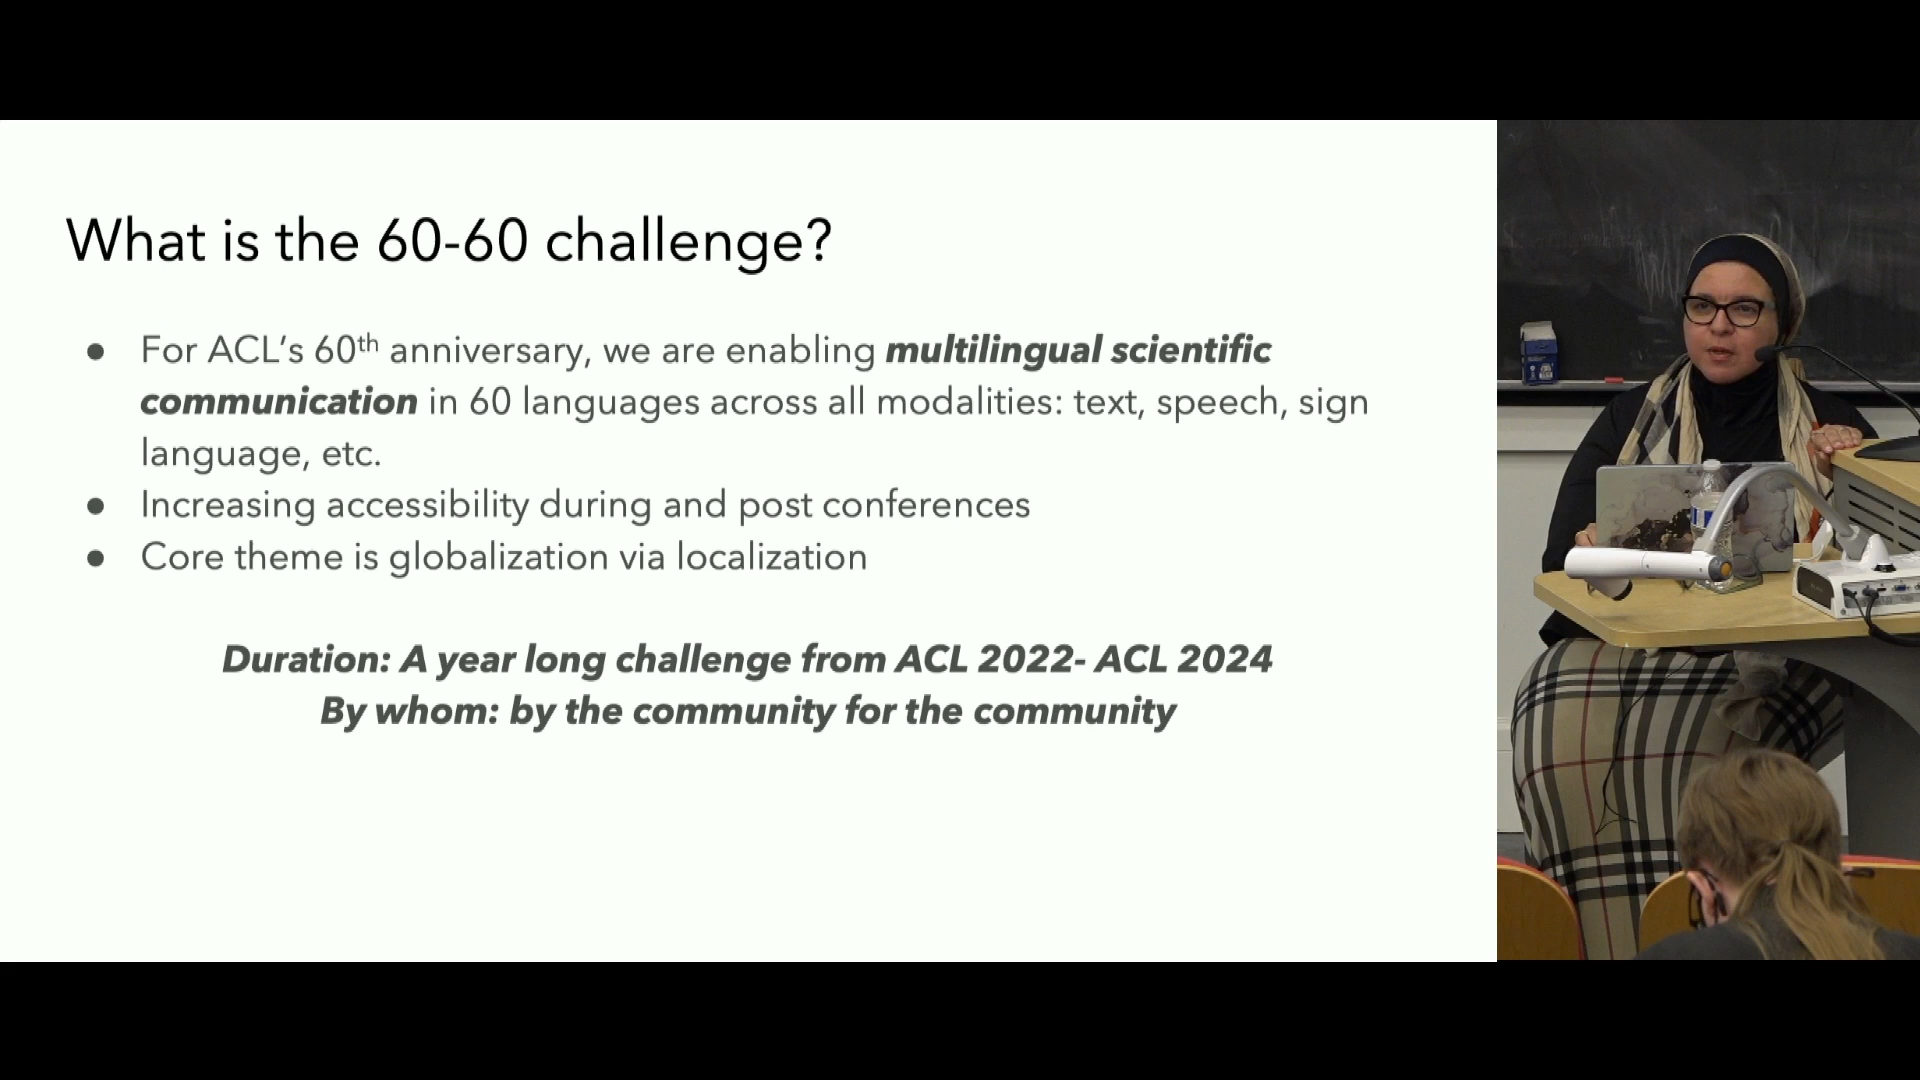 What is the 60-60 challenge?
● For ACL’s 60th anniversary, we are enabling multilingual scientific
communication in 60 languages across all modalities: text, speech, sign
language, etc.
● Increasing accessibility during and post conferences
● Core theme is globalization via localization
Duration: A year long challenge from ACL 2022- ACL 2024
By whom: by the community for the community